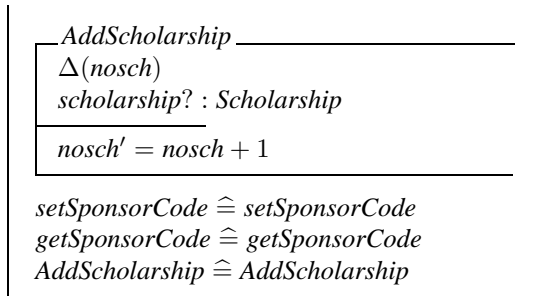 AddScholarship
Δ(nosch)
scholarship? : Scholarship
nosch′ = nosch + 1
setSponsorCode ≙ setSponsorCode
getSponsorCode ≙ getSponsorCode
AddScholarship ≙ AddScholarship